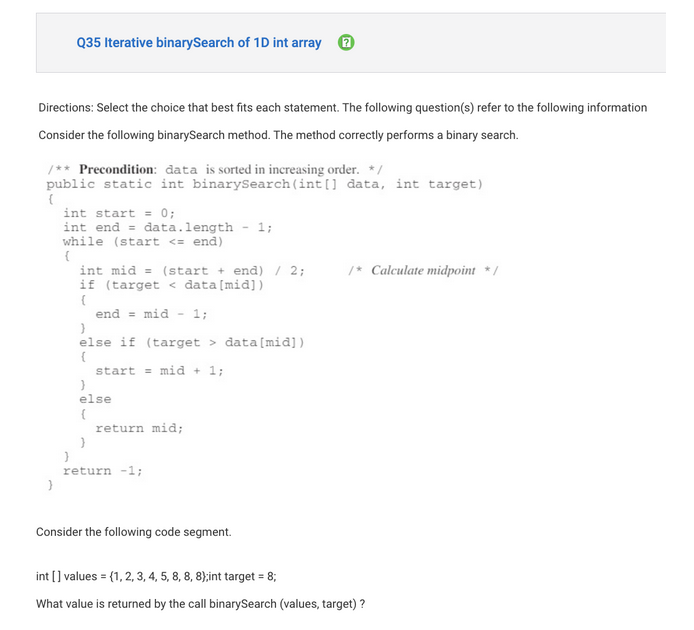 Q35 Iterative binarySearch of 1D int array ?
Directions: Select the choice that best fits each statement. The following question(s) refer to the following information
Consider the following binarySearch method. The method correctly performs a binary search.
/** Precondition: data is sorted in increasing order. */
public static int binarySearch(int[] data, int target)
{
int start = 0;
int end = data.length - 1;
while (start <= end)
{
int mid = (start + end) / 2; /* Calculate midpoint */
if (target < data[mid])
{
end = mid - 1;
}
else if (target > data[mid])
{
start = mid + 1;
}
else
{
return mid;
}
}
return -1;
}
Consider the following code segment.
int [ ] values = {1, 2, 3, 4, 5, 8, 8, 8};int target = 8;
What value is returned by the call binarySearch (values, target) ?